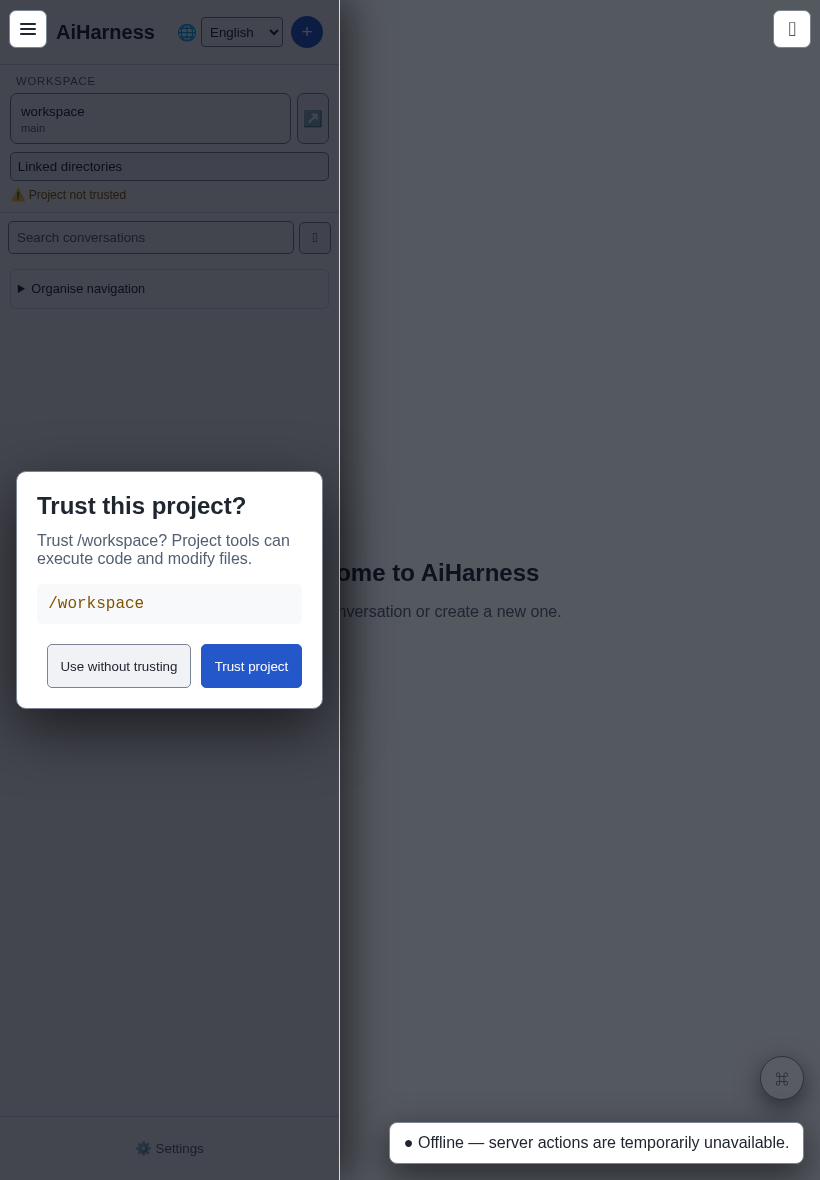 AiHarness
English
+
WORKSPACE
workspace
main
Linked directories
⚠️ Project not trusted
Search conversations
Organise navigation
Trust this project?
Trust /workspace? Project tools can
execute code and modify files.
/workspace
Use without trusting
Trust project
ome to AiHarness
nversation or create a new one.
⌘
● Offline — server actions are temporarily unavailable.
⚙️ Settings